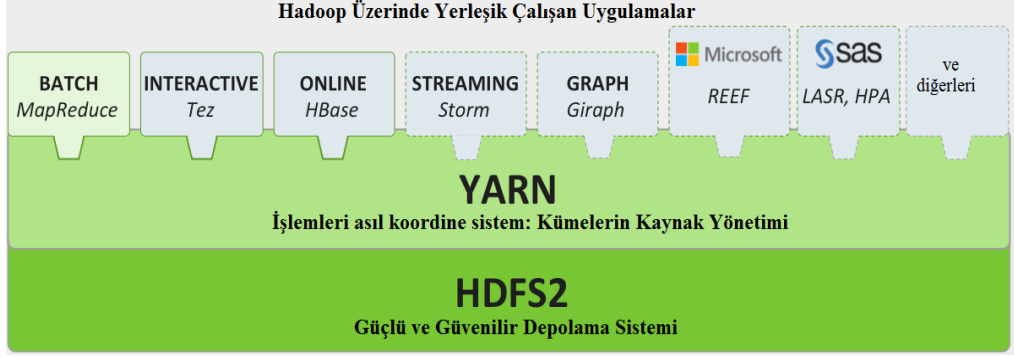 Hadoop Üzerinde Yerleşik Çalışan Uygulamalar
BATCH
MapReduce
INTERACTIVE
Tez
ONLINE
HBase
STREAMING
Storm
GRAPH
Giraph
Microsoft
REEF
sas
LASR, HPA
ve
diğerleri
YARN
İşlemleri asıl koordine sistem: Kümelerin Kaynak Yönetimi
HDFS2
Güçlü ve Güvenilir Depolama Sistemi